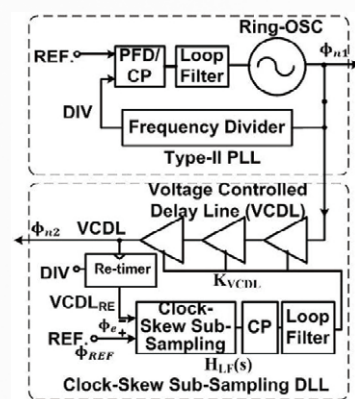 Ring-OSC
REF.
PFD/
CP
Loop
Filter
ϕn1
DIV
Frequency Divider
Type-II PLL
Voltage Controlled
Delay Line (VCDL)
ϕn2
VCDL
DIV
Re-timer
KVCDL
VCDLRE
ϕe
-
+
REF.
ϕREF
Clock-
Skew Sub-
Sampling
CP
Loop
Filter
HLF(s)
Clock-Skew Sub-Sampling DLL